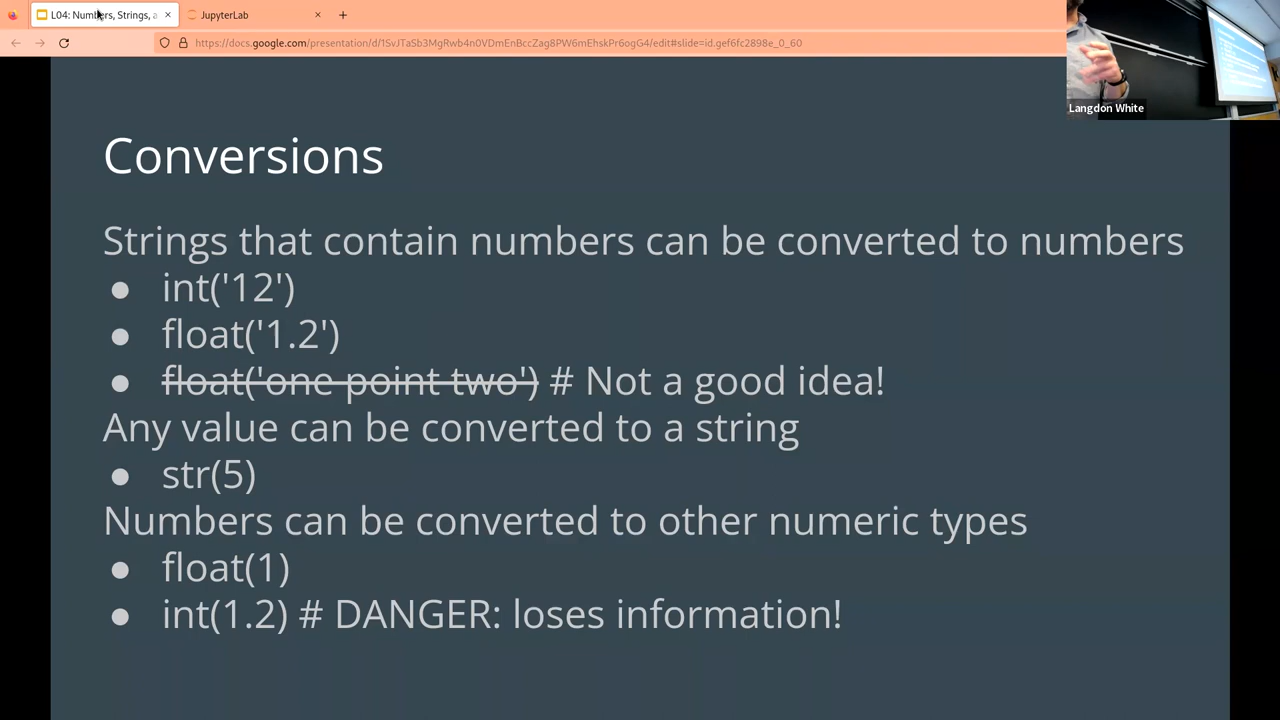 L04: Numbers, Strings, a
JupyterLab
https://docs.google.com/presentation/d/1SvJTaSb3MgRwb4n0VDmEnBccZag8PW6mEhskPr6ogG4/edit#slide=id.gef6fc2898e_0_60
Langdon White
Conversions
Strings that contain numbers can be converted to numbers
● int('12')
● float('1.2')
● float('one point two') # Not a good idea!
Any value can be converted to a string
● str(5)
Numbers can be converted to other numeric types
● float(1)
● int(1.2) # DANGER: loses information!